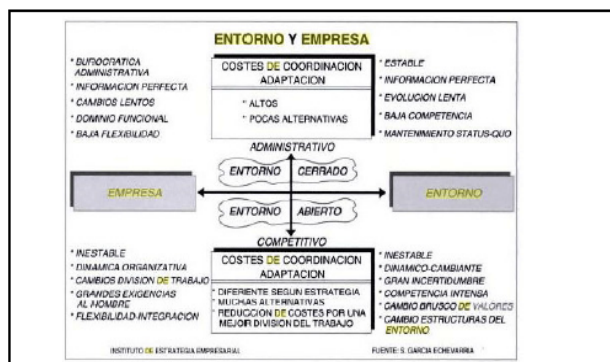 ENTORNO Y EMPRESA
* BUROCRATICA
ADMINISTRATIVA
* INFORMACION PERFECTA
* CAMBIOS LENTOS
* DOMINIO FUNCIONAL
* BAJA FLEXIBILIDAD
COSTES DE COORDINACION
ADAPTACION
* ALTOS
* POCAS ALTERNATIVAS
* ESTABLE
* INFORMACION PERFECTA
* EVOLUCION LENTA
* BAJA COMPETENCIA
* MANTENIMIENTO STATUS-QUO
ADMINISTRATIVO
ENTORNO CERRADO
EMPRESA
ENTORNO
ENTORNO ABIERTO
COMPETITIVO
* INESTABLE
* DINAMICA ORGANIZATIVA
* CAMBIOS DIVISION DE TRABAJO
* GRANDES EXIGENCIAS
AL HOMBRE
* FLEXIBILIDAD-INTEGRACIÓN
COSTES DE COORDINACION
ADAPTACION
* DIFERENTE SEGUN ESTRATEGIA
* MUCHAS ALTERNATIVAS
* REDUCCION DE COSTES POR UNA
MEJOR DIVISION DEL TRABAJO
* INESTABLE
* DINAMICO-CAMBIANTE
* GRAN INCERTIDUMBRE
* COMPETENCIA INTENSA
* CAMBIO BRUSCO DE VALORES
* CAMBIO ESTRUCTURAS DEL
ENTORNO
INSTITUTO DE ESTRATEGIA EMPRESARIAL
FUENTE: S. GARCIA ECHEVARRIA